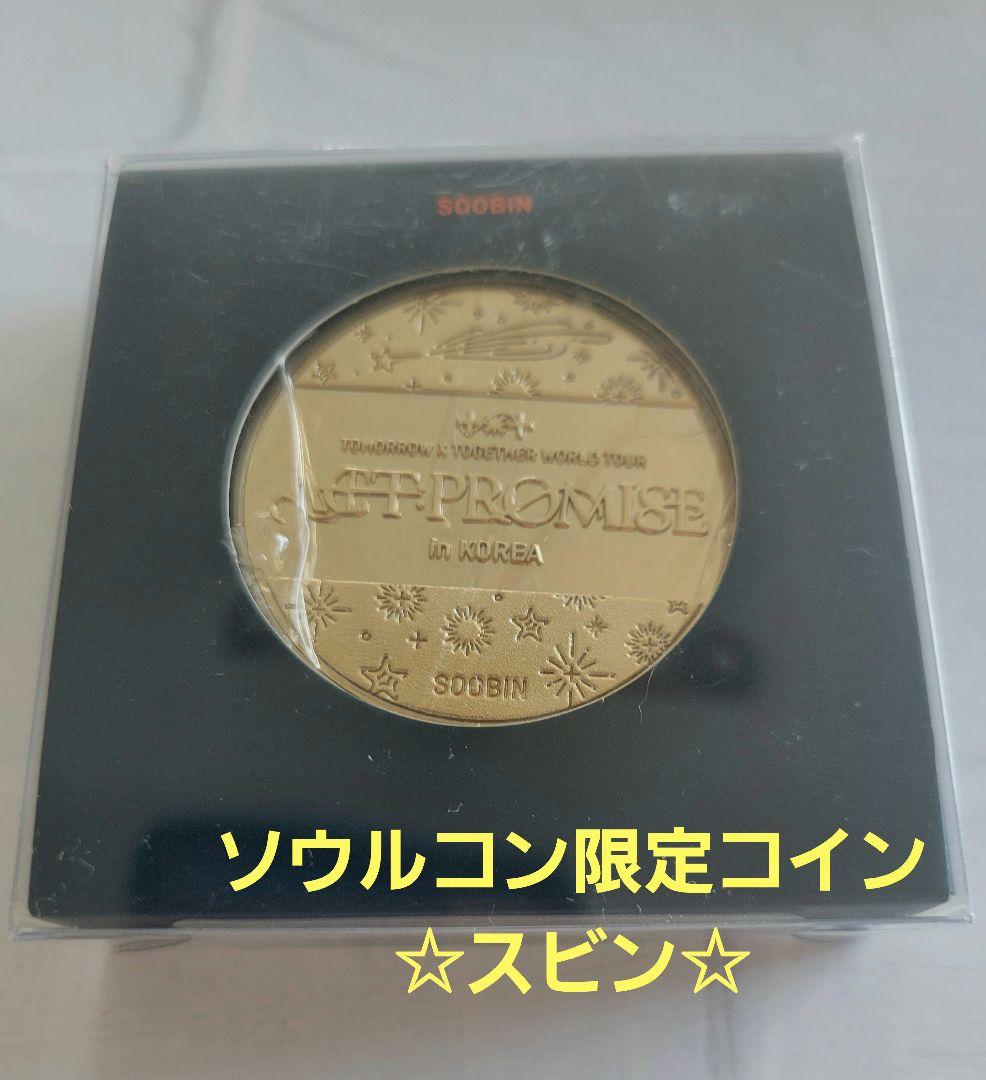 SOOBIN
TOMORROW X TOGETHER WORLD TOUR
ACT : PROMISE
in KOREA
SOOBIN
ソウルコン限定コイン
☆スビン☆